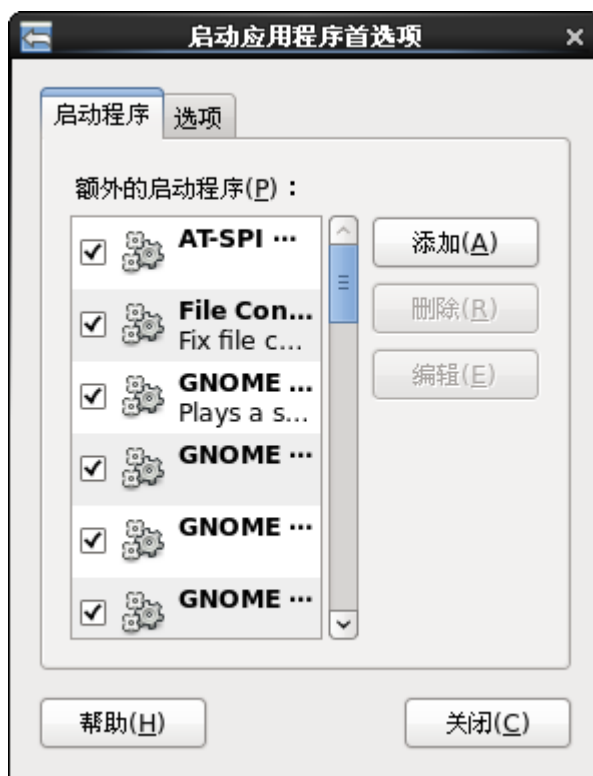 启动应用程序首选项
启动程序 选项
额外的启动程序(P)：
AT-SPI ···
File Con...
Fix file c...
GNOME ...
Plays a s...
GNOME ···
GNOME ···
GNOME ···
添加(A)
删除(R)
编辑(E)
帮助(H) 关闭(C)